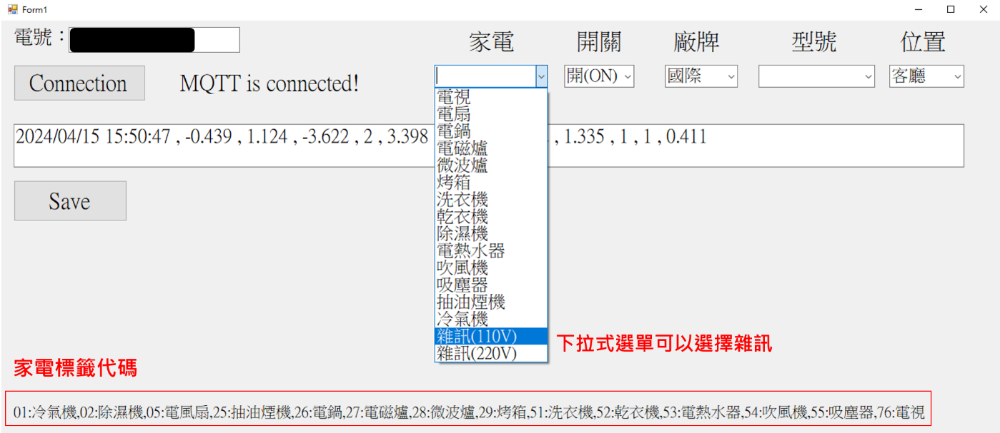 Form1
電號：
家電 開關 廠牌 型號 位置
Connection MQTT is connected! 開(ON) 國際 客廳
電視
電扇
電鍋
2024/04/15 15:50:47 , -0.439 , 1.124 , -3.622 , 2 , 3.398 , 1.335 , 1 , 1 , 0.411
電磁爐
微波爐
烤箱
Save
洗衣機
乾衣機
除濕機
電熱水器
吹風機
吸塵器
抽油煙機
冷氣機
雜訊(110V)
下拉式選單可以選擇雜訊
雜訊(220V)
家電標籤代碼
01:冷氣機,02:除濕機,05:電風扇,25:抽油煙機,26:電鍋,27:電磁爐,28:微波爐,29:烤箱,51:洗衣機,52:乾衣機,53:電熱水器,54:吹風機,55:吸塵器,76:電視